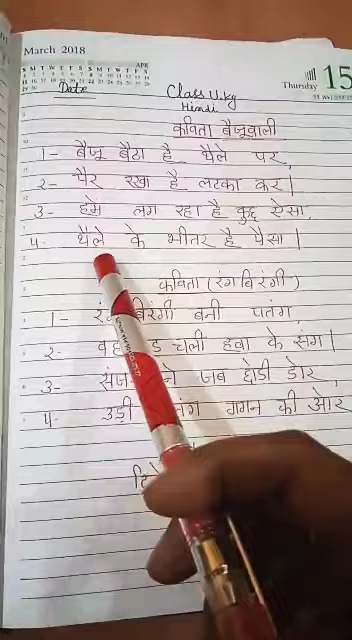 March 2018
APR
Thursday 15
Date
Class U.kg
Hindi
कविता बैजूवाली
1- बैजू बैठा है थैले पर,
2- पैर रखा है लटका कर।
3- हमे लग रहा है कुछ ऐसा,
4- थैले के भीतर है पैसा।
कविता (रंग बिरंगी)
1- बिरंगी बनी पतंग,
2- चली हवा के संग।
3- ने जब छोडी डोर,
4- उड़ी गगन की ओर